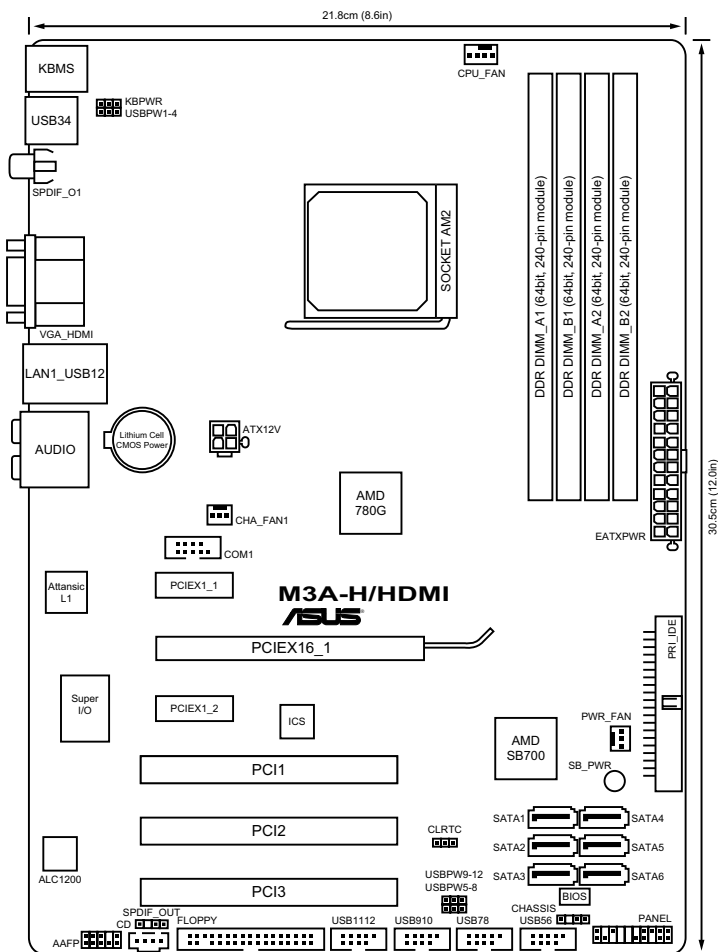 21.8cm (8.6in)
KBMS
CPU_FAN
KBPWR
USBPW1-4
USB34
SPDIF_O1
SOCKET AM2
DDR DIMM_A1 (64bit, 240-pin module)
DDR DIMM_B1 (64bit, 240-pin module)
DDR DIMM_A2 (64bit, 240-pin module)
DDR DIMM_B2 (64bit, 240-pin module)
VGA_HDMI
LAN1_USB12
AUDIO
Lithium Cell
CMOS Power
ATX12V
30.5cm (12.0in)
AMD
780G
CHA_FAN1
EATXPWR
COM1
Attansic
L1
PCIEX1_1
M3A-H/HDMI
ASUS
PCIEX16_1
PRI_IDE
Super
I/O
PCIEX1_2
ICS
PWR_FAN
AMD
SB700
SB_PWR
PCI1
SATA1
SATA4
PCI2
CLRTC
SATA2
SATA5
ALC1200
SATA3
SATA6
PCI3
USBPW9-12
USBPW5-8
BIOS
SPDIF_OUT
CHASSIS
PANEL
CD
FLOPPY
USB1112
USB910
USB78
USB56
AAFP